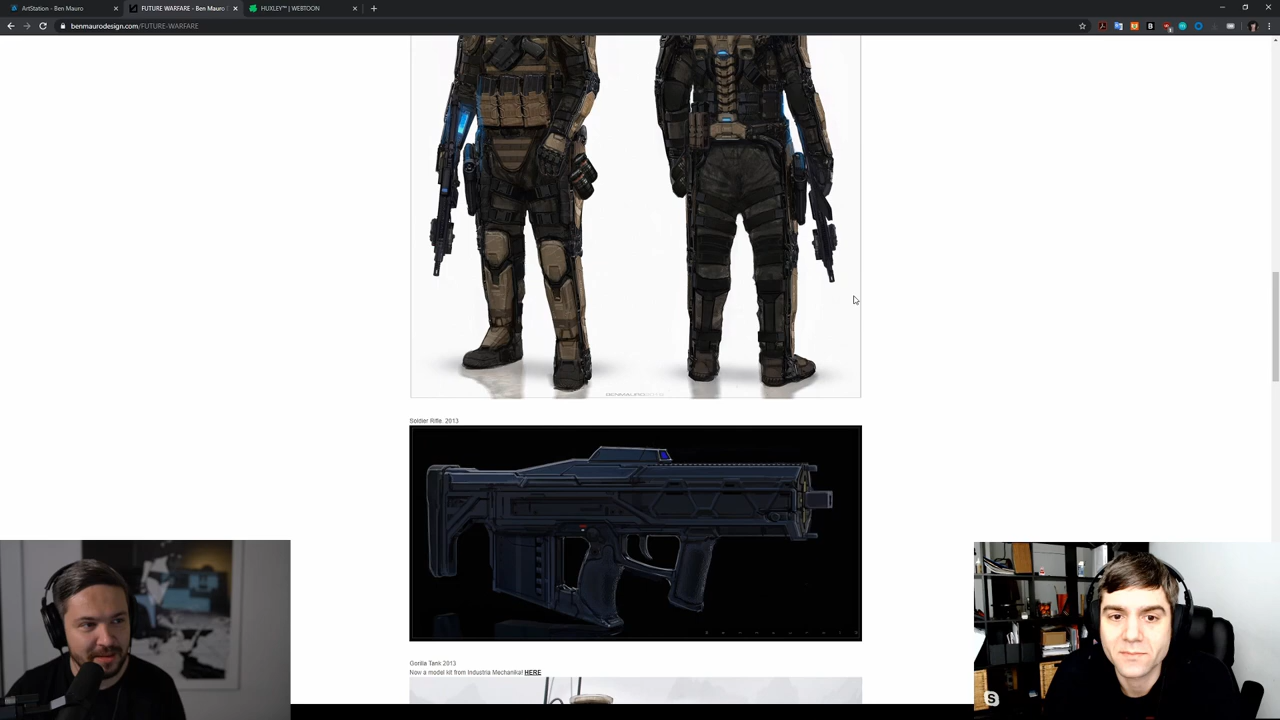 ArtStation - Ben Mauro
FUTURE WARFARE - Ben Mauro
HUXLEY™ | WEBTOON
benmaurodesign.com/FUTURE-WARFARE
Soldier Rifle. 2013
Gorilla Tank 2013
Now a model kit from Industria Mechanika! HERE